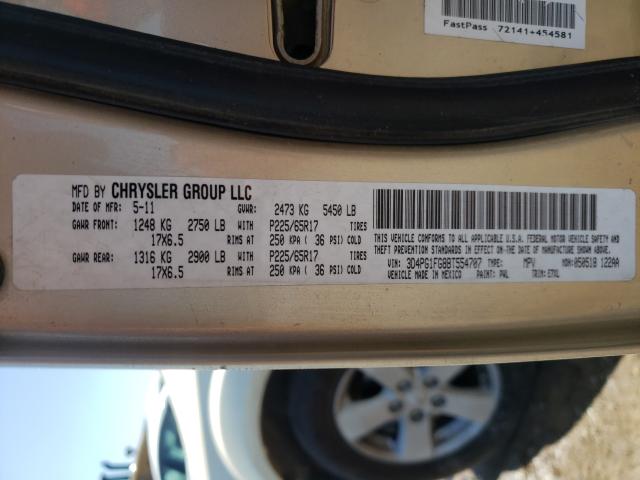 FastPass 72141+454581
MFD BY CHRYSLER GROUP LLC
DATE OF MFR 5-11 GVWR: 2473 KG 5450 LB
GAWR FRONT: 1248 KG 2750 LB WITH P225/65R17 TIRES
17X6.5 RIMS AT 250 KPA ( 36 PSI) COLD
GAWR REAR: 1316 KG 2900 LB WITH P225/65R17 TIRES
17X6.5 RIMS AT 250 KPA ( 36 PSI) COLD
THIS VEHICLE CONFORMS TO ALL APPLICABLE U.S.A. FEDERAL MOTOR VEHICLE SAFETY AND
THEFT PREVENTION STANDARDS IN EFFECT ON THE DATE OF MANUFACTURE SHOWN ABOVE.
VIN: 3D4PG1FG8BT554707 TYPE: MPV MDH: 050518 122AA
VEHICLE MADE IN MEXICO PAINT: PWL TRIM: